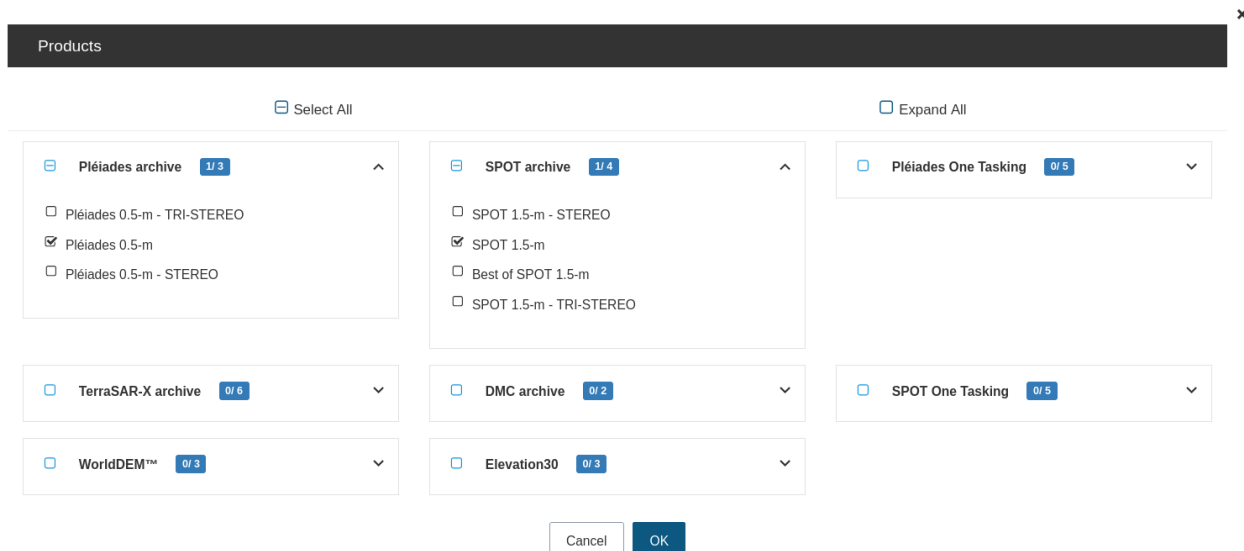 Products
Select All
Expand All
Pléiades archive 1/ 3
Pléiades 0.5-m - TRI-STEREO
Pléiades 0.5-m
Pléiades 0.5-m - STEREO
SPOT archive 1/ 4
SPOT 1.5-m - STEREO
SPOT 1.5-m
Best of SPOT 1.5-m
SPOT 1.5-m - TRI-STEREO
Pléiades One Tasking 0/ 5
TerraSAR-X archive 0/ 6
DMC archive 0/ 2
SPOT One Tasking 0/ 5
WorldDEM™ 0/ 3
Elevation30 0/ 3
Cancel
OK